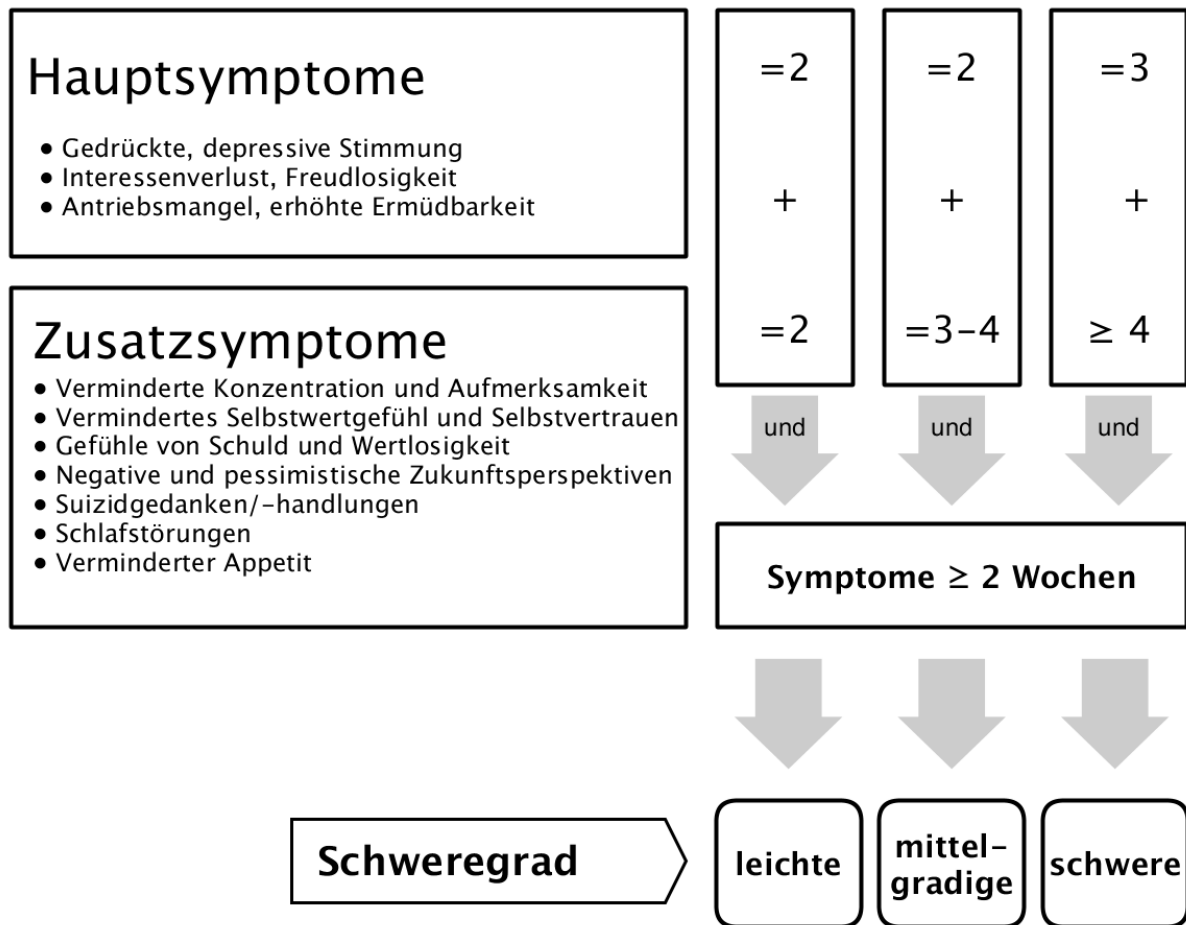 Hauptsymptome
• Gedrückte, depressive Stimmung
• Interessenverlust, Freudlosigkeit
• Antriebsmangel, erhöhte Ermüdbarkeit
Zusatzsymptome
• Verminderte Konzentration und Aufmerksamkeit
• Vermindertes Selbstwertgefühl und Selbstvertrauen
• Gefühle von Schuld und Wertlosigkeit
• Negative und pessimistische Zukunftsperspektiven
• Suizidgedanken/-handlungen
• Schlafstörungen
• Verminderter Appetit
=2 =2 =3
+ + +
=2 =3-4 ≥ 4
und und und
Symptome ≥ 2 Wochen
Schweregrad
leichte
mittel-
gradige
schwere